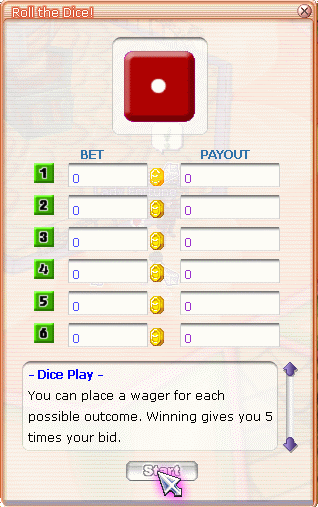 Roll the Dice!
BET PAYOUT
1 0 0
2 0 0
3 0 0
4 0 0
5 0 0
6 0 0
- Dice Play -
You can place a wager for each
possible outcome. Winning gives you 5
times your bid.
Start